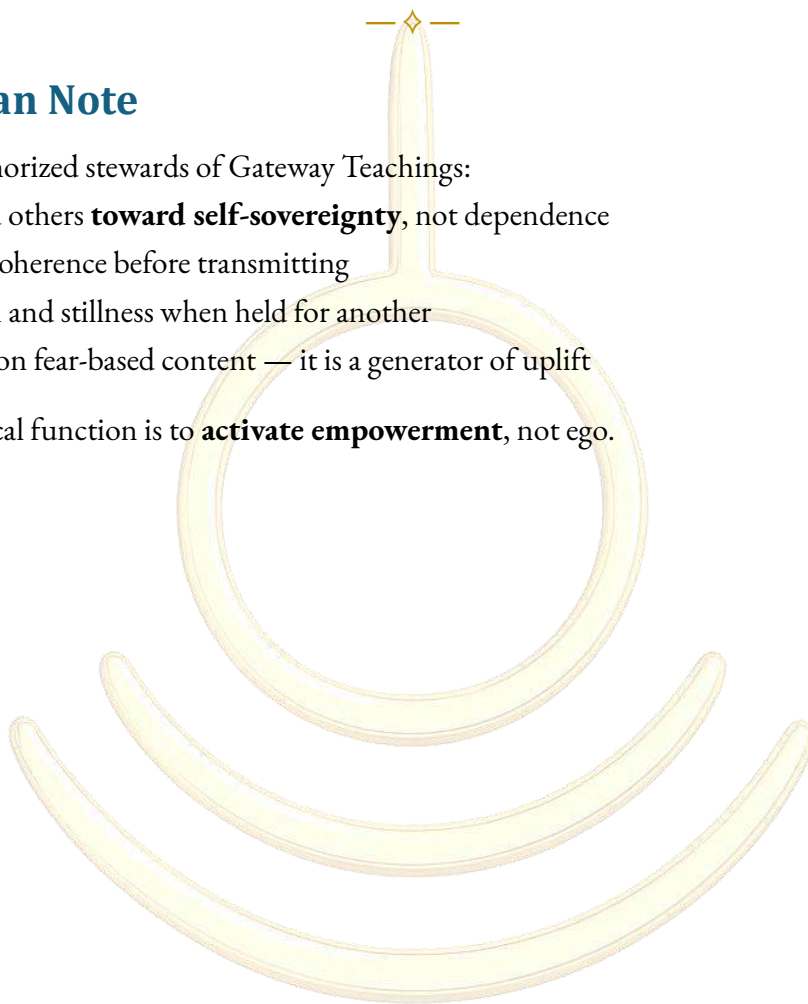 an Note
orized stewards of Gateway Teachings:
others toward self-sovereignty, not dependence
oherence before transmitting
and stillness when held for another
on fear-based content — it is a generator of uplift
cal function is to activate empowerment, not ego.